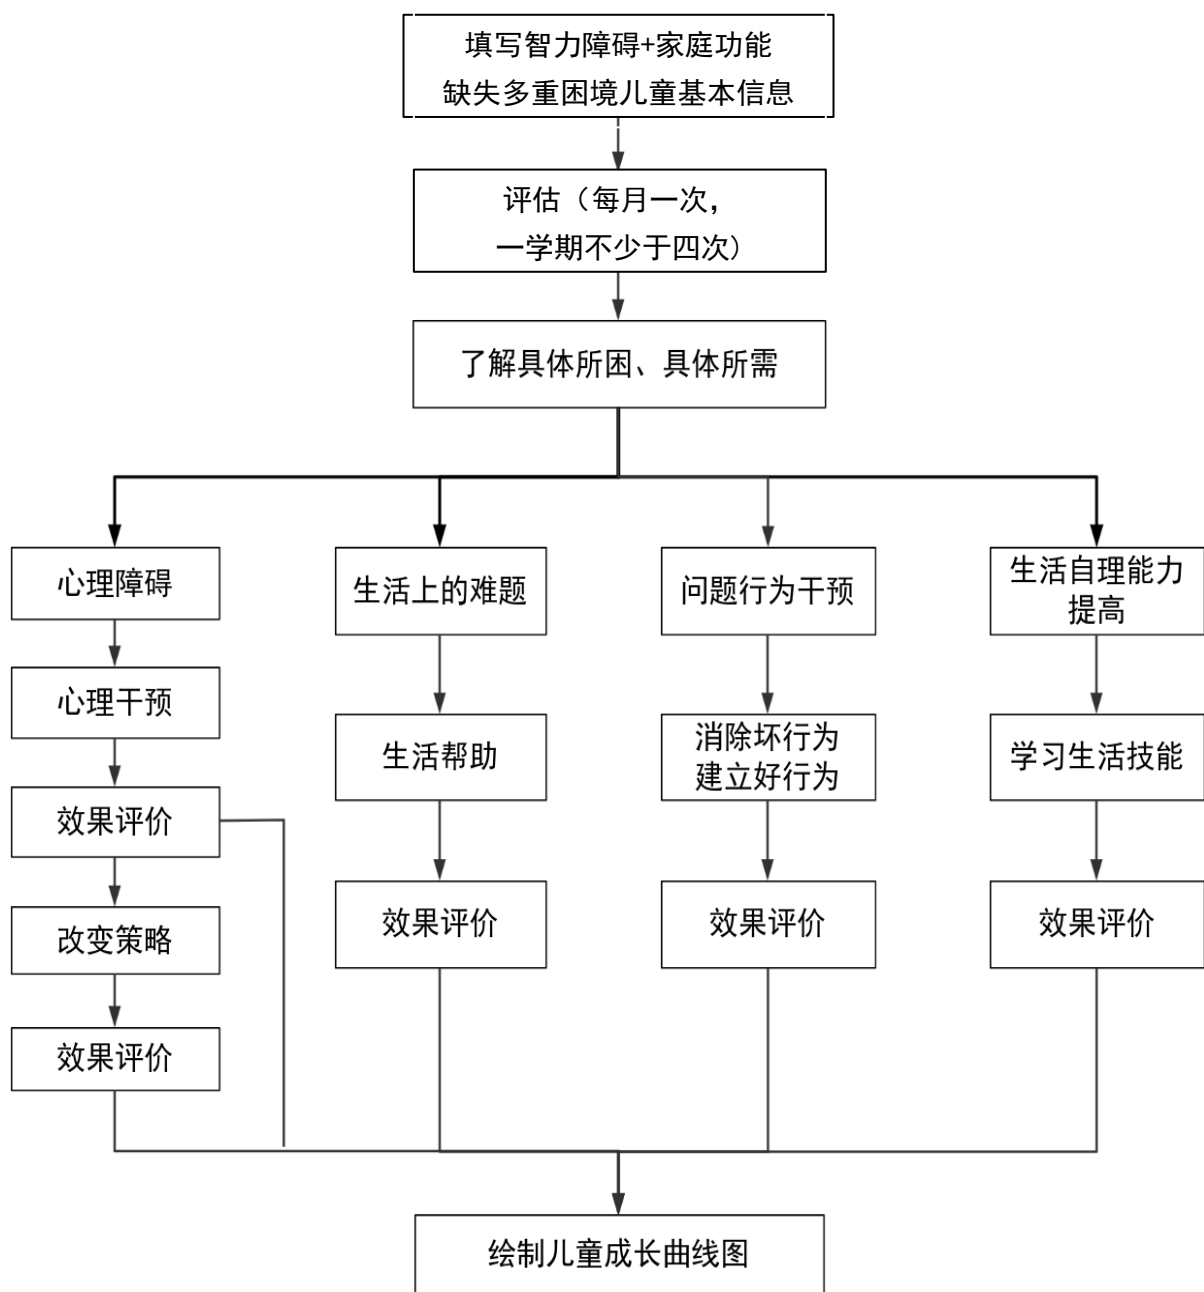 填写智力障碍+家庭功能
缺失多重困境儿童基本信息
评估（每月一次，
一学期不少于四次）
了解具体所困、具体所需
心理障碍
心理干预
效果评价
改变策略
效果评价
生活上的难题
生活帮助
效果评价
问题行为干预
消除坏行为
建立好行为
效果评价
生活自理能力
提高
学习生活技能
效果评价
绘制儿童成长曲线图